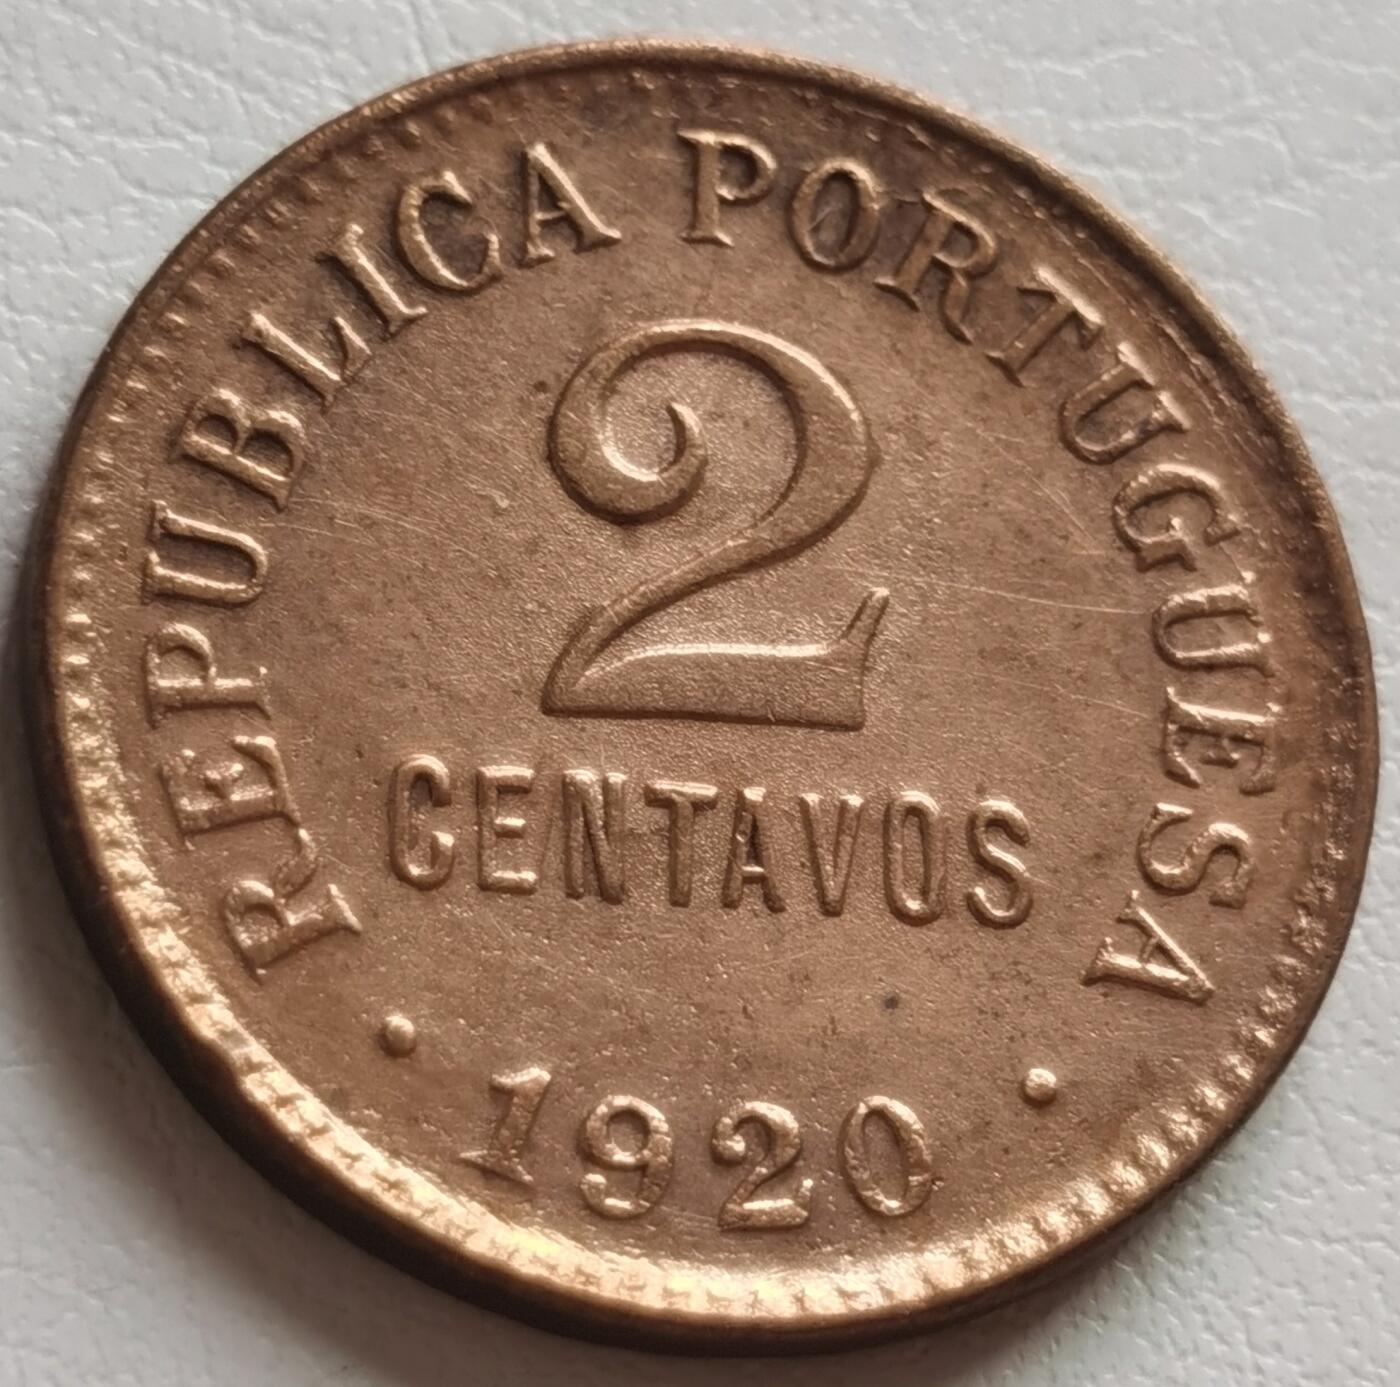 REPUBLICA PORTUGUESA
2
CENTAVOS
• 1920 •